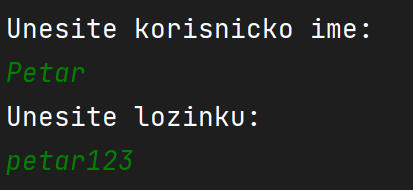 Unesite korisnicko ime:
Petar
Unesite lozinku:
petar123